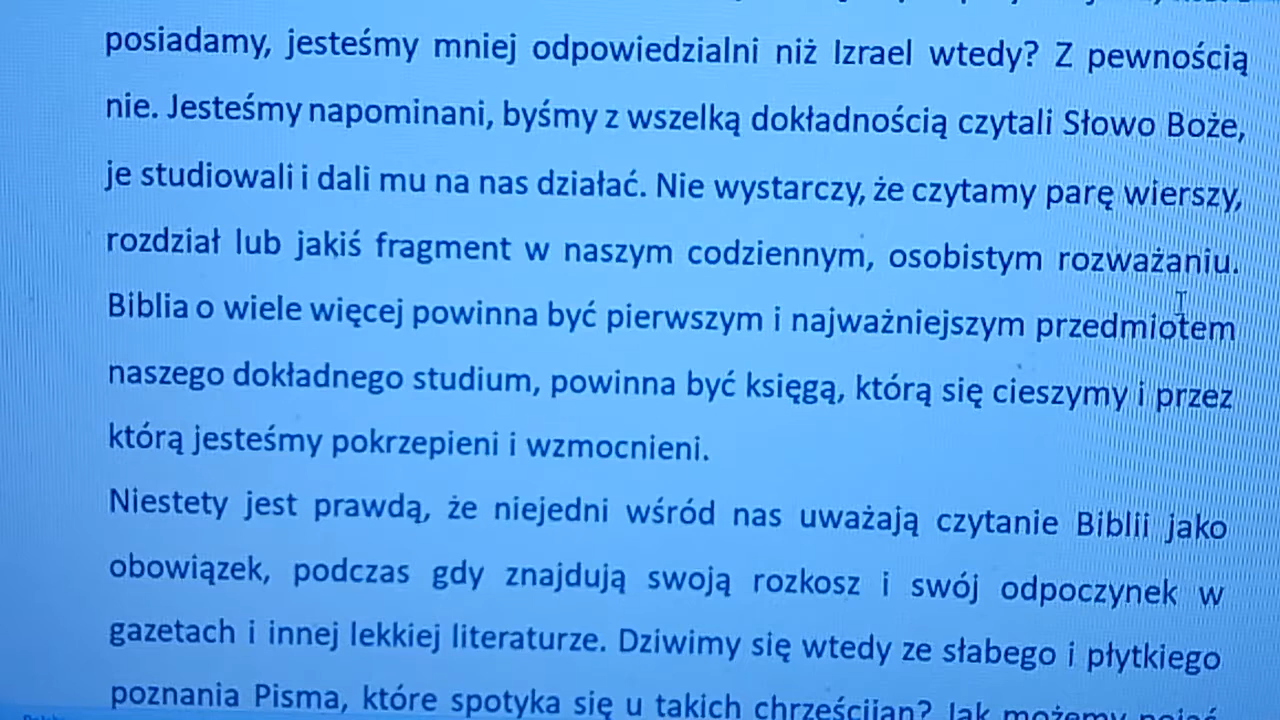 posiadamy, jesteśmy mniej odpowiedzialni niż Izrael wtedy? Z pewnością
nie. Jesteśmy napominani, byśmy z wszelką dokładnością czytali Słowo Boże,
je studiowali i dali mu na nas działać. Nie wystarczy, że czytamy parę wierszy,
rozdział lub jakiś fragment w naszym codziennym, osobistym rozważaniu.
Biblia o wiele więcej powinna być pierwszym i najważniejszym przedmiotem
naszego dokładnego studium, powinna być księgą, którą się cieszymy i przez
którą jesteśmy pokrzepieni i wzmocnieni.
Niestety jest prawdą, że niejedni wśród nas uważają czytanie Biblii jako
obowiązek, podczas gdy znajdują swoją rozkosz i swój odpoczynek w
gazetach i innej lekkiej literaturze. Dziwimy się wtedy ze słabego i płytkiego
poznania Pisma, które spotyka się u takich chrześcijan? Jak możemy